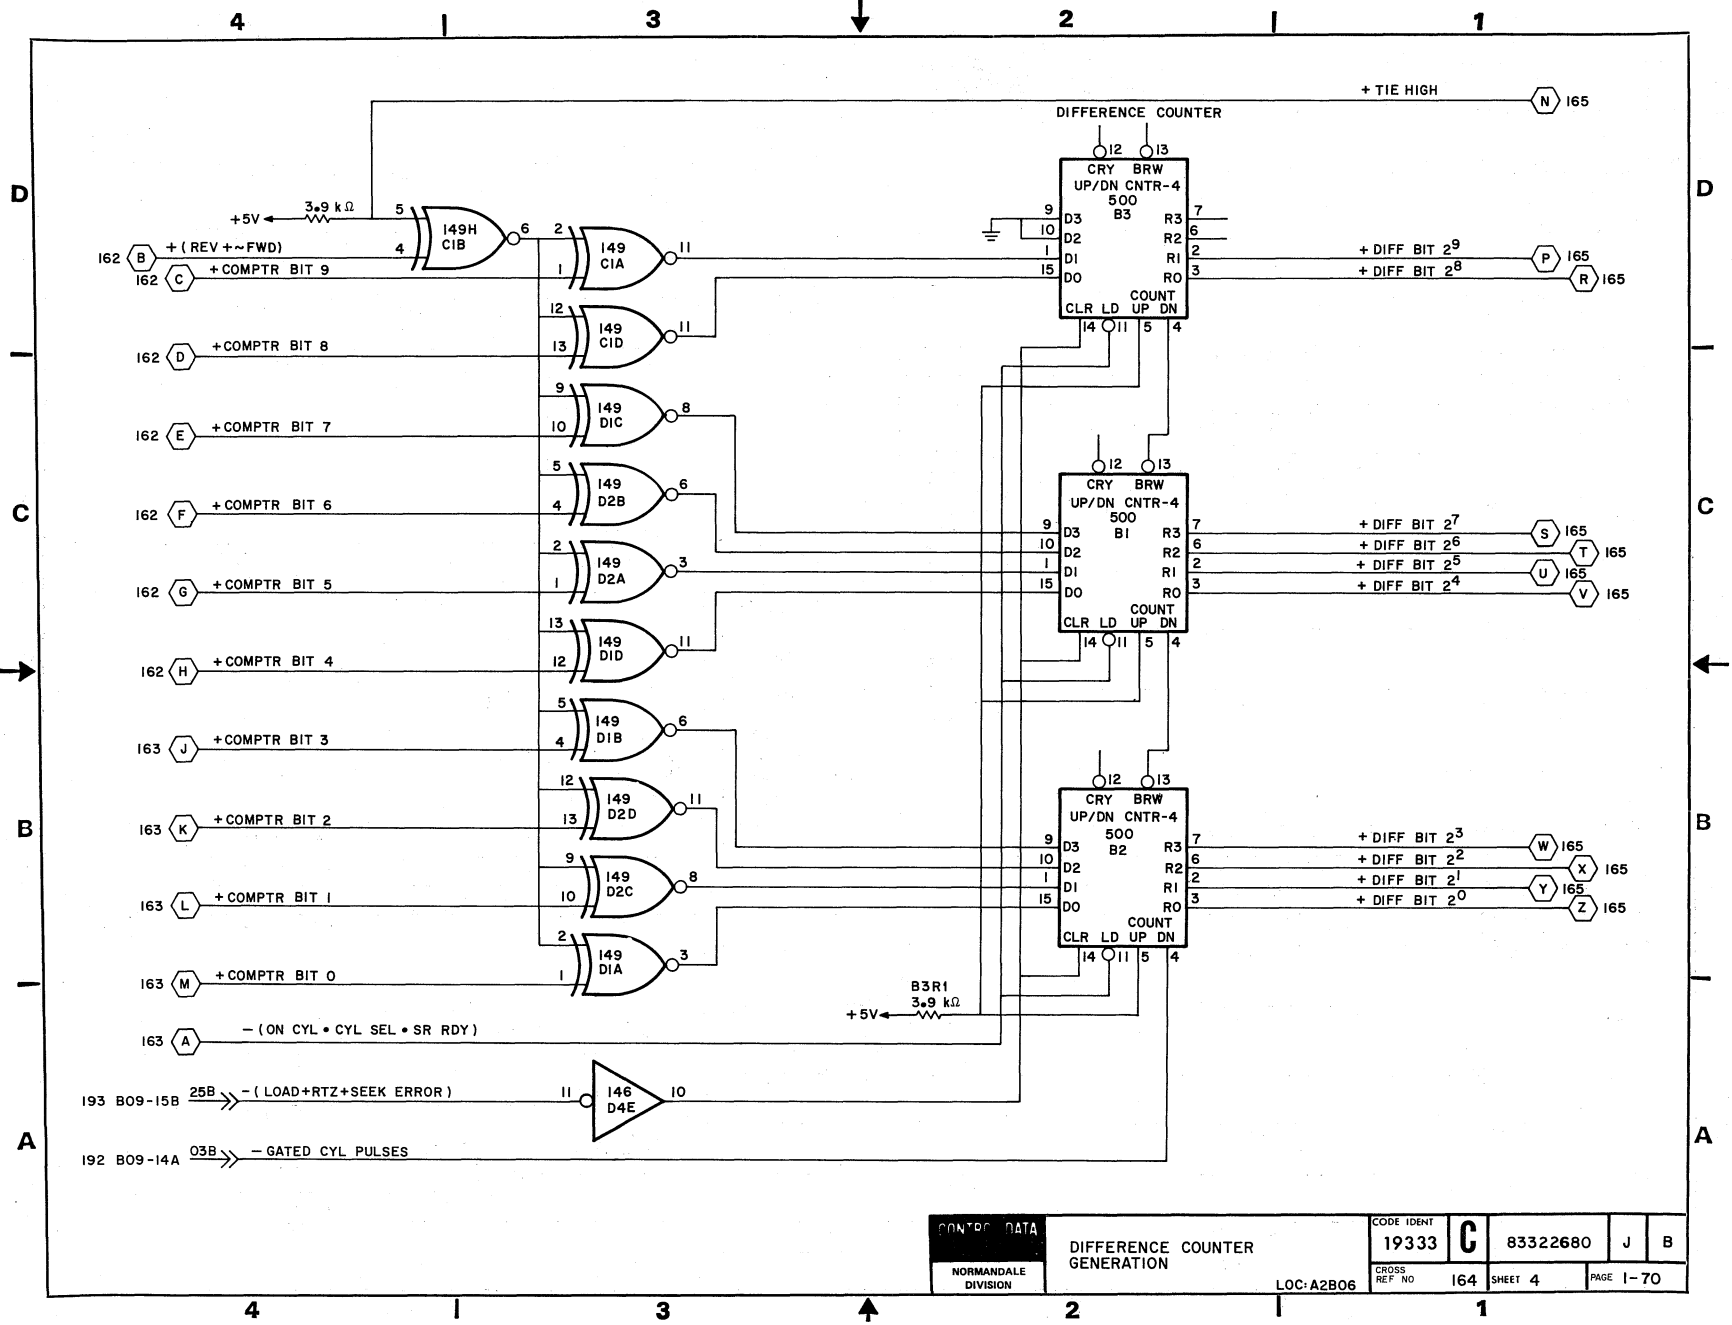 4 3 2 1
+ TIE HIGH N 165
DIFFERENCE COUNTER
12 13
CRY BRW
UP/DN CNTR-4
500
B3
D D
3.9 kΩ
+5V
5
149H
C1B
6
4
162 B +(REV+~FWD)
162 C +COMPTR BIT 9
2
149
C1A
11
1
9 D3 R3 7
10 D2 R2 6
1 D1 R1 2
15 D0 R0 3
+ DIFF BIT 2⁹ P 165
+ DIFF BIT 2⁸ R 165
COUNT
CLR LD UP DN
14 11 5 4
12
149
C1D
11
13
162 D +COMPTR BIT 8
9
149
D1C
8
10
162 E +COMPTR BIT 7
5
149
D2B
6
4
162 F +COMPTR BIT 6
C C
12 13
CRY BRW
UP/DN CNTR-4
500
B1
9 D3 R3 7
10 D2 R2 6
1 D1 R1 2
15 D0 R0 3
+ DIFF BIT 2⁷ S 165
+ DIFF BIT 2⁶ T 165
+ DIFF BIT 2⁵ U 165
+ DIFF BIT 2⁴ V 165
COUNT
CLR LD UP DN
14 11 5 4
2
149
D2A
3
1
162 G +COMPTR BIT 5
13
149
D1D
11
12
162 H +COMPTR BIT 4
5
149
D1B
6
4
163 J +COMPTR BIT 3
12
149
D2D
11
13
163 K +COMPTR BIT 2
B B
12 13
CRY BRW
UP/DN CNTR-4
500
B2
9 D3 R3 7
10 D2 R2 6
1 D1 R1 2
15 D0 R0 3
+ DIFF BIT 2³ W 165
+ DIFF BIT 2² X 165
+ DIFF BIT 2¹ Y 165
+ DIFF BIT 2⁰ Z 165
COUNT
CLR LD UP DN
14 11 5 4
9
149
D2C
8
10
163 L +COMPTR BIT 1
2
149
D1A
3
1
163 M +COMPTR BIT 0
B3R1
3.9 kΩ
+5V
163 A -(ON CYL•CYL SEL•SR RDY)
193 B09-15B 25B -(LOAD+RTZ+SEEK ERROR) 11
146
D4E
10
A A
192 B09-14A 03B -GATED CYL PULSES
CONTROL DATA
NORMANDALE
DIVISION
DIFFERENCE COUNTER
GENERATION
LOC:A2B06
CODE IDENT
19333 C 83322680 J B
CROSS
REF NO 164 SHEET 4 PAGE 1-70
4 3 2 1